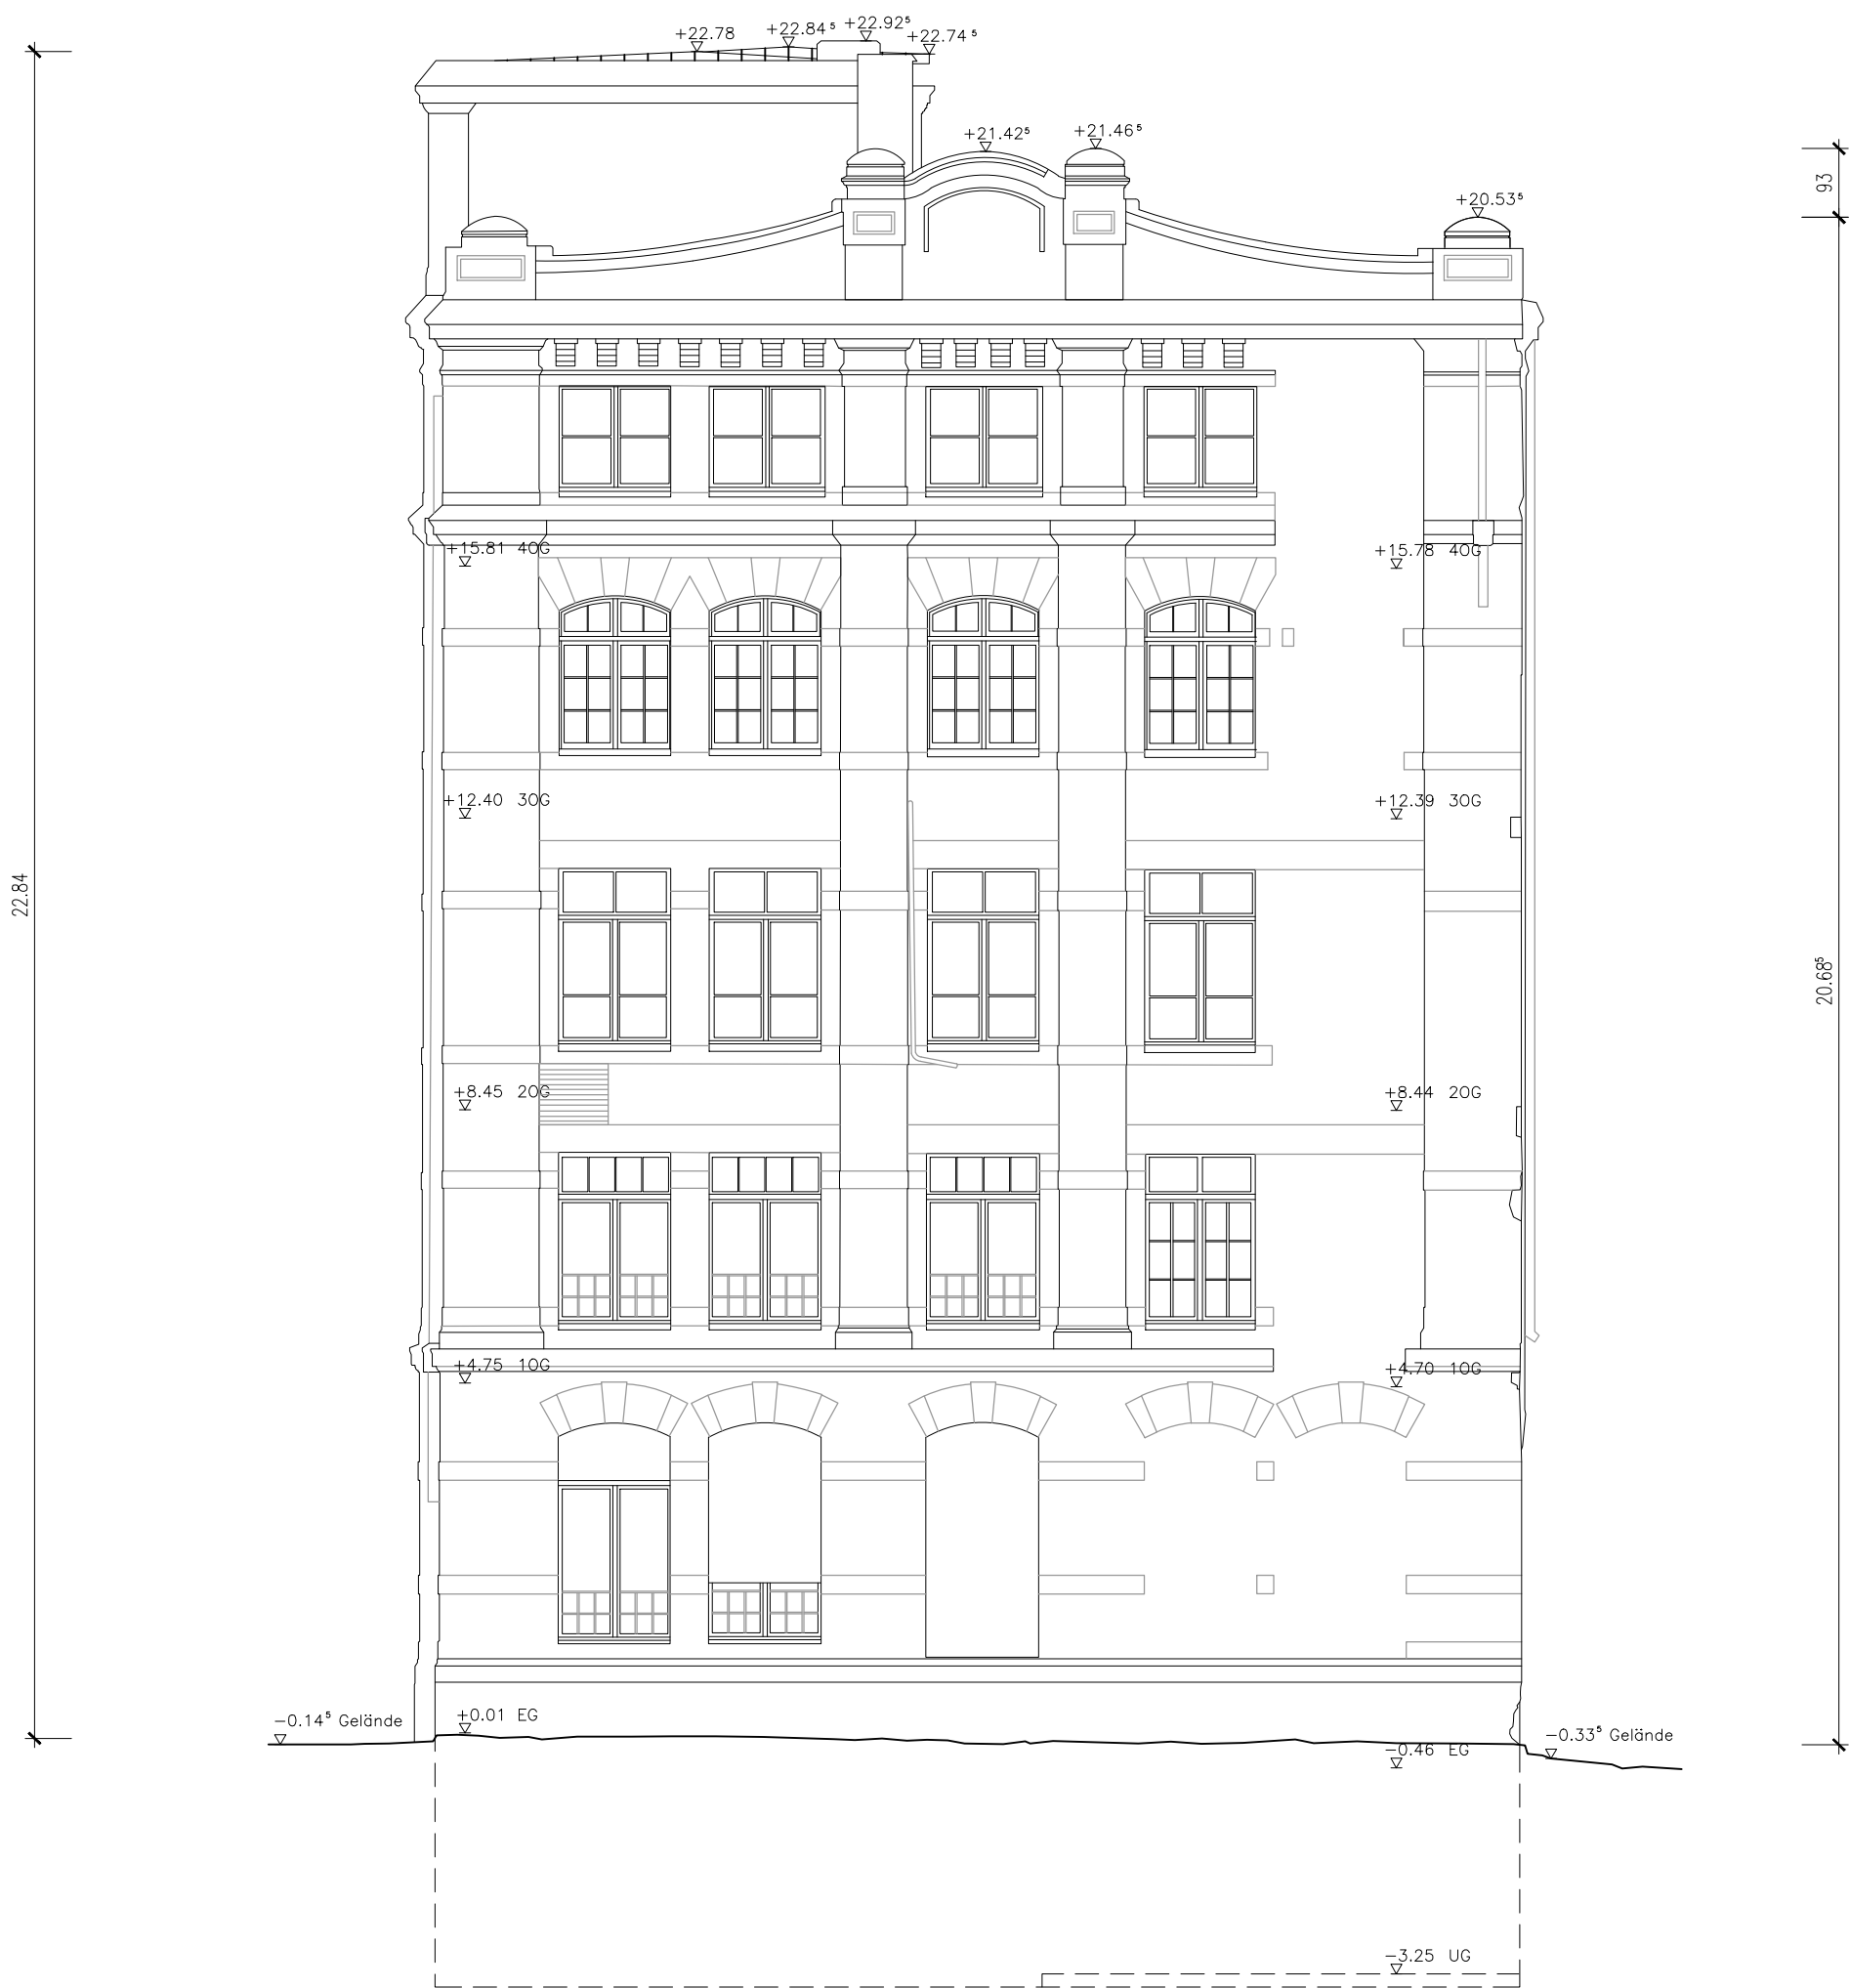 +22.92⁵
+22.84⁵
+22.78
+22.74⁵
+21.46⁵
+21.42⁵
93
+20.53⁵
+15.81 4OG
+15.78 4OG
+12.40 3OG
+12.39 3OG
22.84
20.68⁵
+8.45 2OG
+8.44 2OG
+4.75 1OG
+4.70 1OG
+0.01 EG
−0.14⁵ Gelände
−0.33⁵ Gelände
−0.46 EG
−3.25 UG